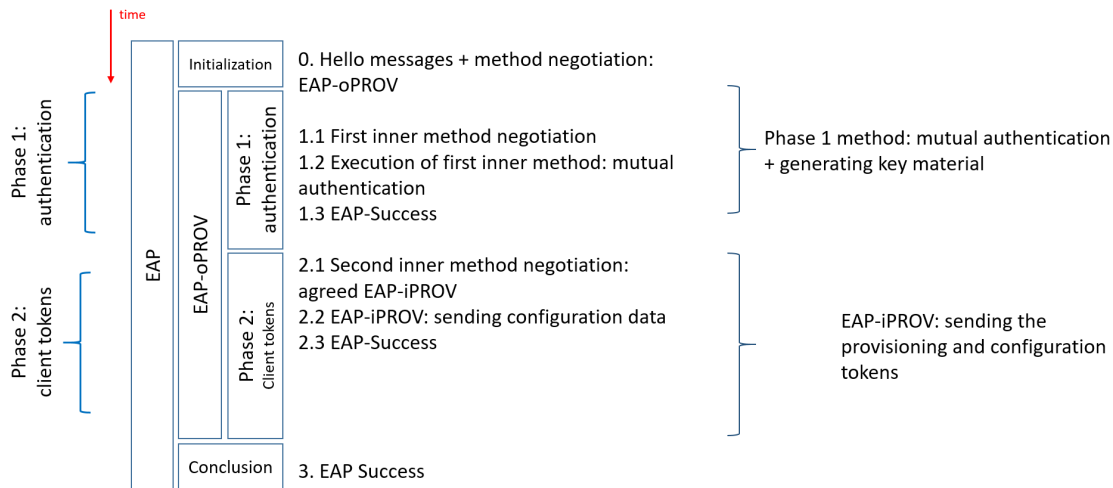 time
Initialization
0. Hello messages + method negotiation:
EAP-oPROV
Phase 1:
authentication
EAP
EAP-oPROV
Phase 1:
authentication
1.1 First inner method negotiation
1.2 Execution of first inner method: mutual
authentication
1.3 EAP-Success
Phase 1 method: mutual authentication
+ generating key material
Phase 2:
client tokens
Phase 2:
Client tokens
2.1 Second inner method negotiation:
agreed EAP-iPROV
2.2 EAP-iPROV: sending configuration data
2.3 EAP-Success
EAP-iPROV: sending the
provisioning and configuration
tokens
Conclusion
3. EAP Success